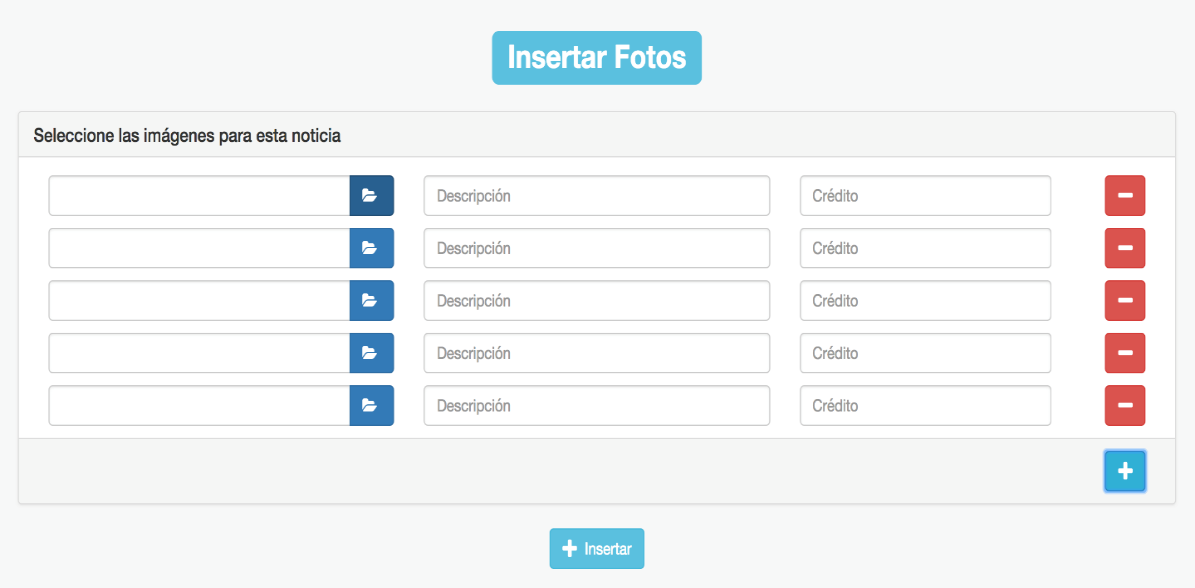 Insertar Fotos
Seleccione las imágenes para esta noticia
Descripción Crédito
Descripción Crédito
Descripción Crédito
Descripción Crédito
Descripción Crédito
Insertar